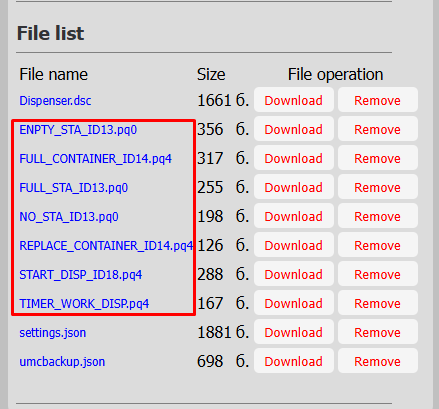 File list
File name Size File operation
Dispenser.dsc 1661 б. Download Remove
ENPTY_STA_ID13.pq0 356 б. Download Remove
FULL_CONTAINER_ID14.pq4 317 б. Download Remove
FULL_STA_ID13.pq0 255 б. Download Remove
NO_STA_ID13.pq0 198 б. Download Remove
REPLACE_CONTAINER_ID14.pq4 126 б. Download Remove
START_DISP_ID18.pq4 288 б. Download Remove
TIMER_WORK_DISP.pq4 167 б. Download Remove
settings.json 1881 б. Download Remove
umcbackup.json 698 б. Download Remove